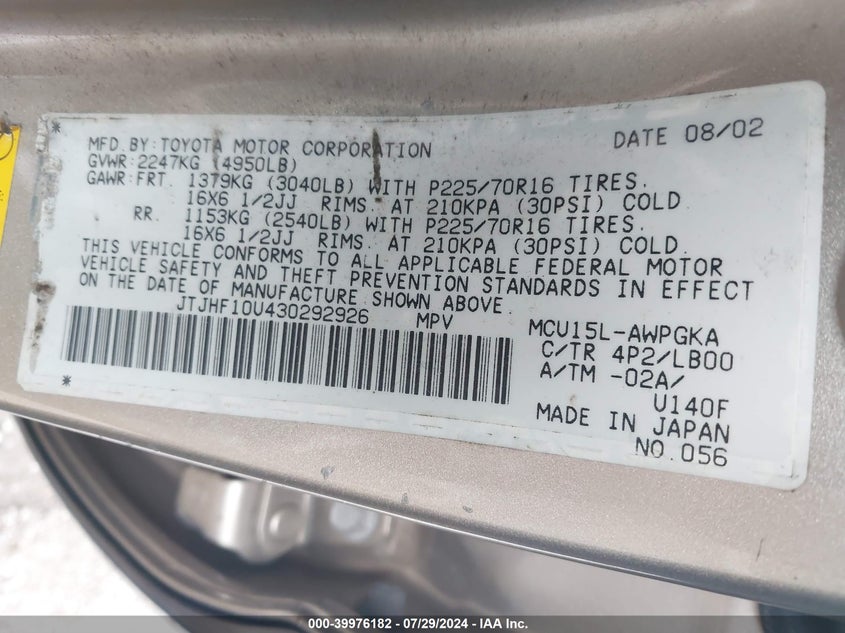 MFD.BY:TOYOTA MOTOR CORPORATION DATE 08/02
GVWR:2247KG (4950LB)
GAWR:FRT. 1379KG (3040LB) WITH P225/70R16 TIRES.
16X6 1/2JJ RIMS. AT 210KPA (30PSI) COLD.
RR. 1153KG (2540LB) WITH P225/70R16 TIRES.
16X6 1/2JJ RIMS. AT 210KPA (30PSI) COLD.
THIS VEHICLE CONFORMS TO ALL APPLICABLE FEDERAL MOTOR
VEHICLE SAFETY AND THEFT PREVENTION STANDARDS IN EFFECT
ON THE DATE OF MANUFACTURE SHOWN ABOVE.
JTJHF10U430292926 MPV
MCU15L-AWPGKA
C/TR 4P2/LB00
A/TM -02A/
U140F
MADE IN JAPAN
NO.056
000-39976182 - 07/29/2024 - IAA Inc.